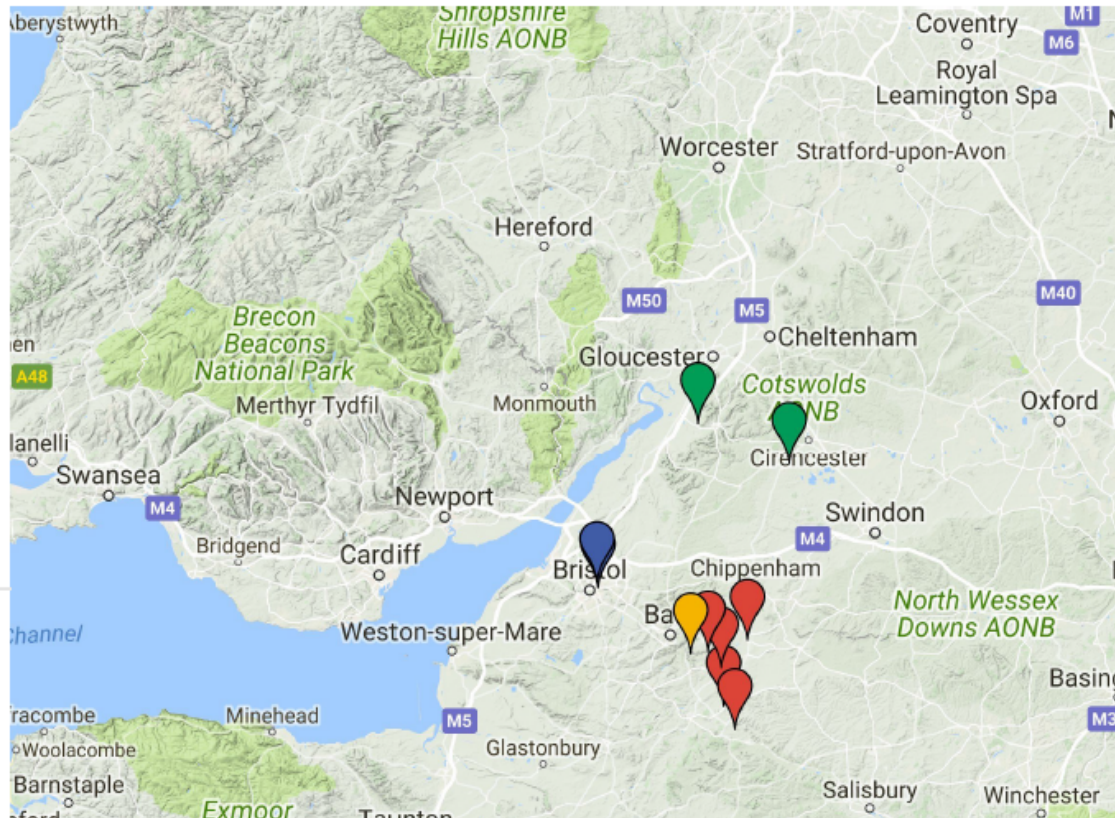 Aberystwyth
Shropshire
Hills AONB
Coventry
M1
M6
Royal
Leamington Spa
Worcester
Stratford-upon-Avon
Hereford
M50
M40
M5
Brecon
Beacons
National Park
Gloucester
Cheltenham
en
A48
Merthyr Tydfil
Monmouth
Cotswolds
NB
Oxford
lanelli
Cirencester
Swansea
M4
Newport
Swindon
M4
Bridgend
Cardiff
Bristol
Chippenham
North Wessex
Downs AONB
Channel
Weston-super-Mare
Ba
Basing
racombe
Minehead
M5
M3
Woolacombe
Glastonbury
Barnstaple
Salisbury
Winchester
Exmoor
Taunton